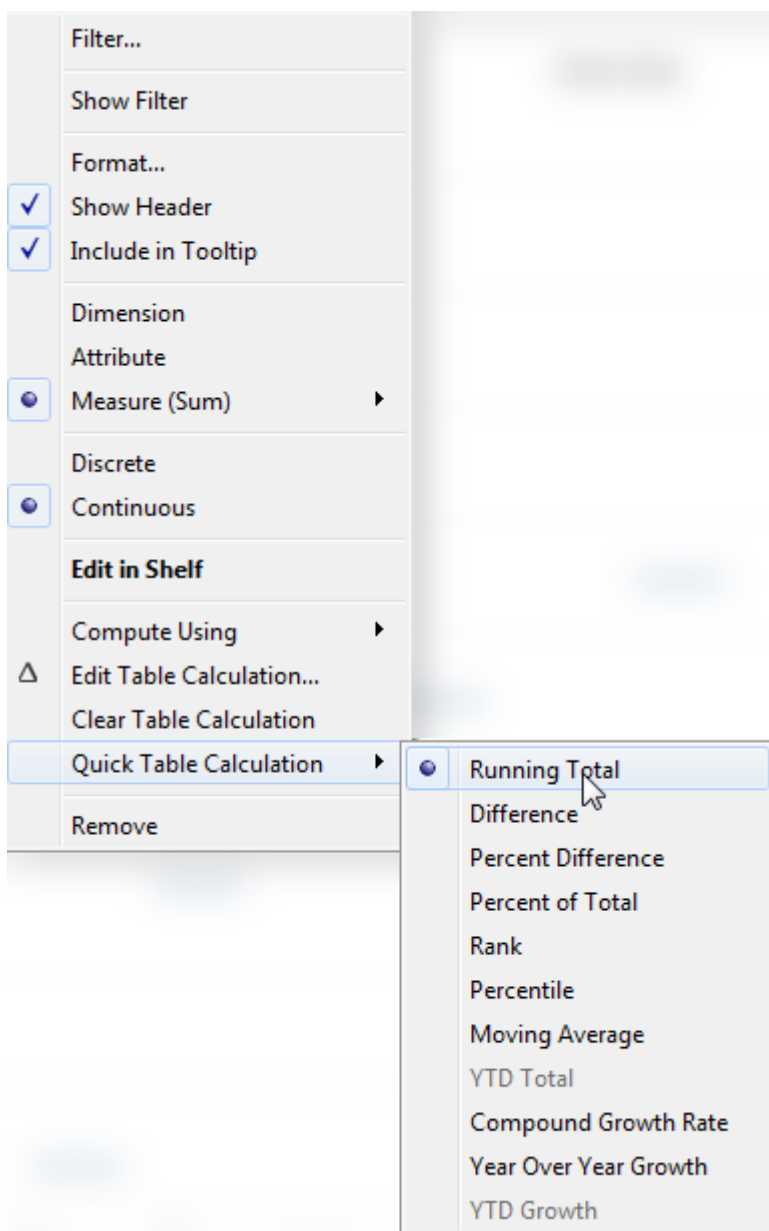 Filter...
Show Filter
Format...
Show Header
Include in Tooltip
Dimension
Attribute
Measure (Sum)
Discrete
Continuous
Edit in Shelf
Compute Using
Edit Table Calculation...
Clear Table Calculation
Quick Table Calculation
Remove
Running Total
Difference
Percent Difference
Percent of Total
Rank
Percentile
Moving Average
YTD Total
Compound Growth Rate
Year Over Year Growth
YTD Growth